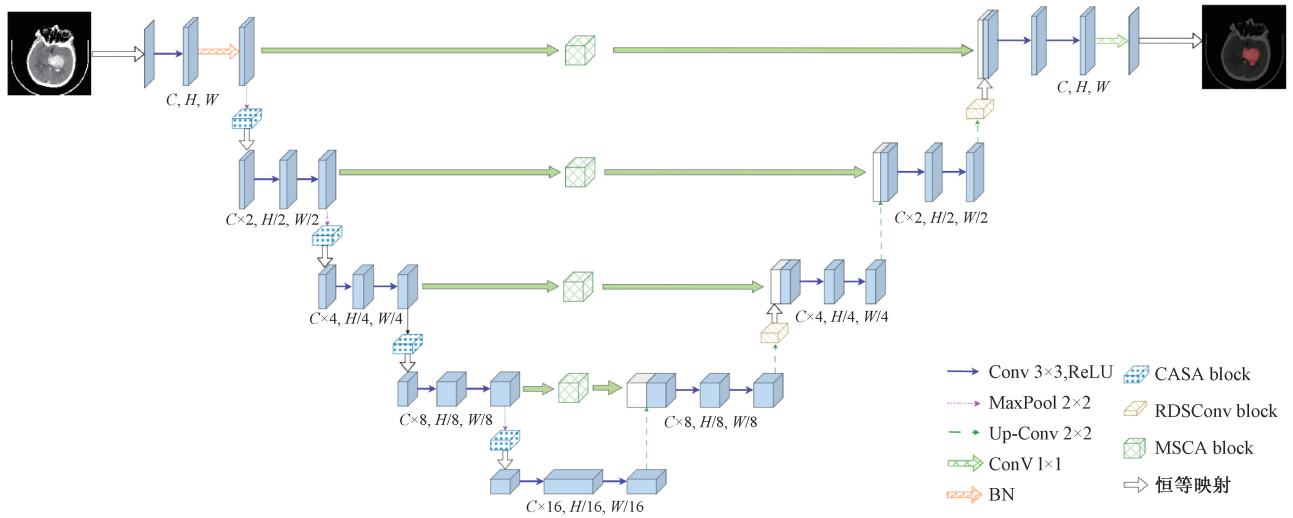 C, H, W
C, H, W
C×2, H/2, W/2
C×2, H/2, W/2
C×4, H/4, W/4
C×4, H/4, W/4
C×8, H/8, W/8
C×8, H/8, W/8
C×16, H/16, W/16
Conv 3×3,ReLU
MaxPool 2×2
Up-Conv 2×2
ConV 1×1
BN
CASA block
RDSConv block
MSCA block
恒等映射